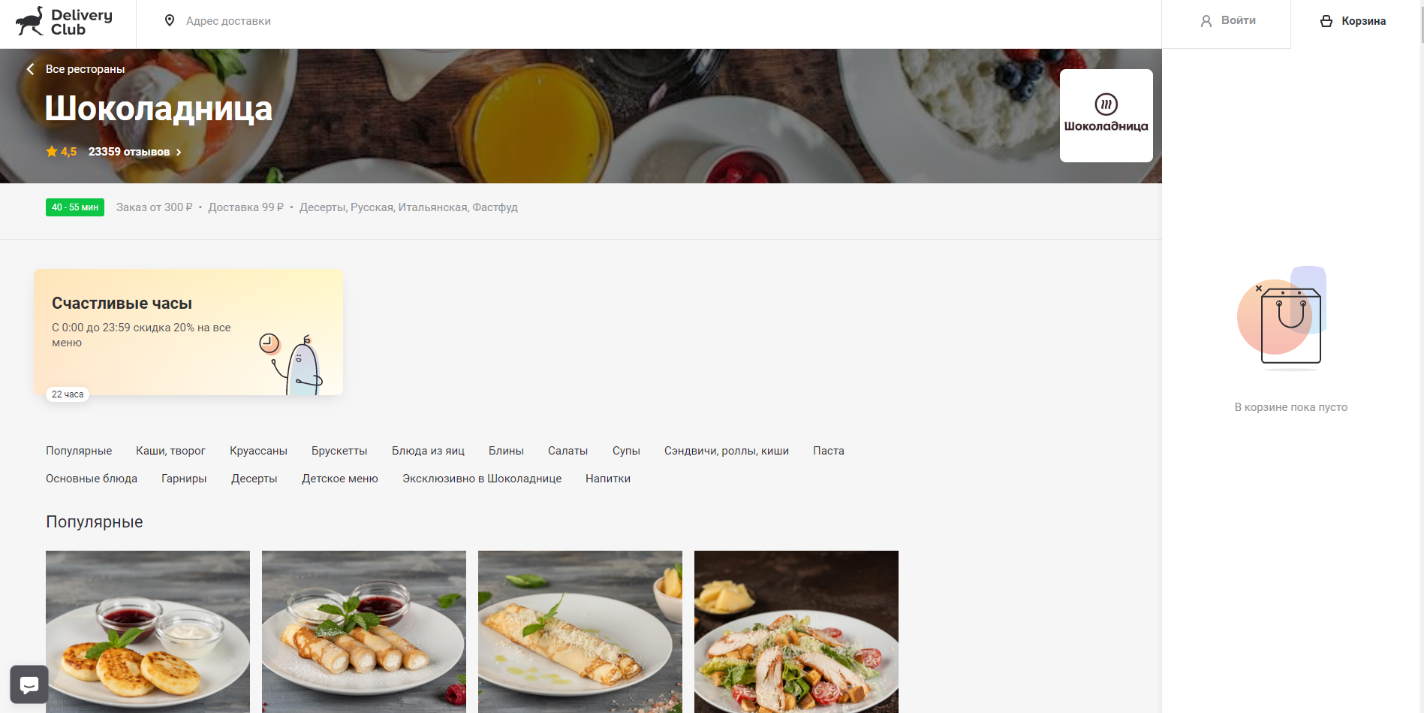 Delivery
Club
Адрес доставки
Войти
Корзина
Все рестораны
Шоколадница
4,5 23359 отзывов
Шоколадница
40 - 55 мин Заказ от 300 ₽ • Доставка 99 ₽ • Десерты, Русская, Итальянская, Фастфуд
Счастливые часы
С 0:00 до 23:59 скидка 20% на все
меню
22 часа
В корзине пока пусто
Популярные Каши, творог Круассаны Брускетты Блюда из яиц Блины Салаты Супы Сэндвичи, роллы, киши Паста
Основные блюда Гарниры Десерты Детское меню Эксклюзивно в Шоколаднице Напитки
Популярные